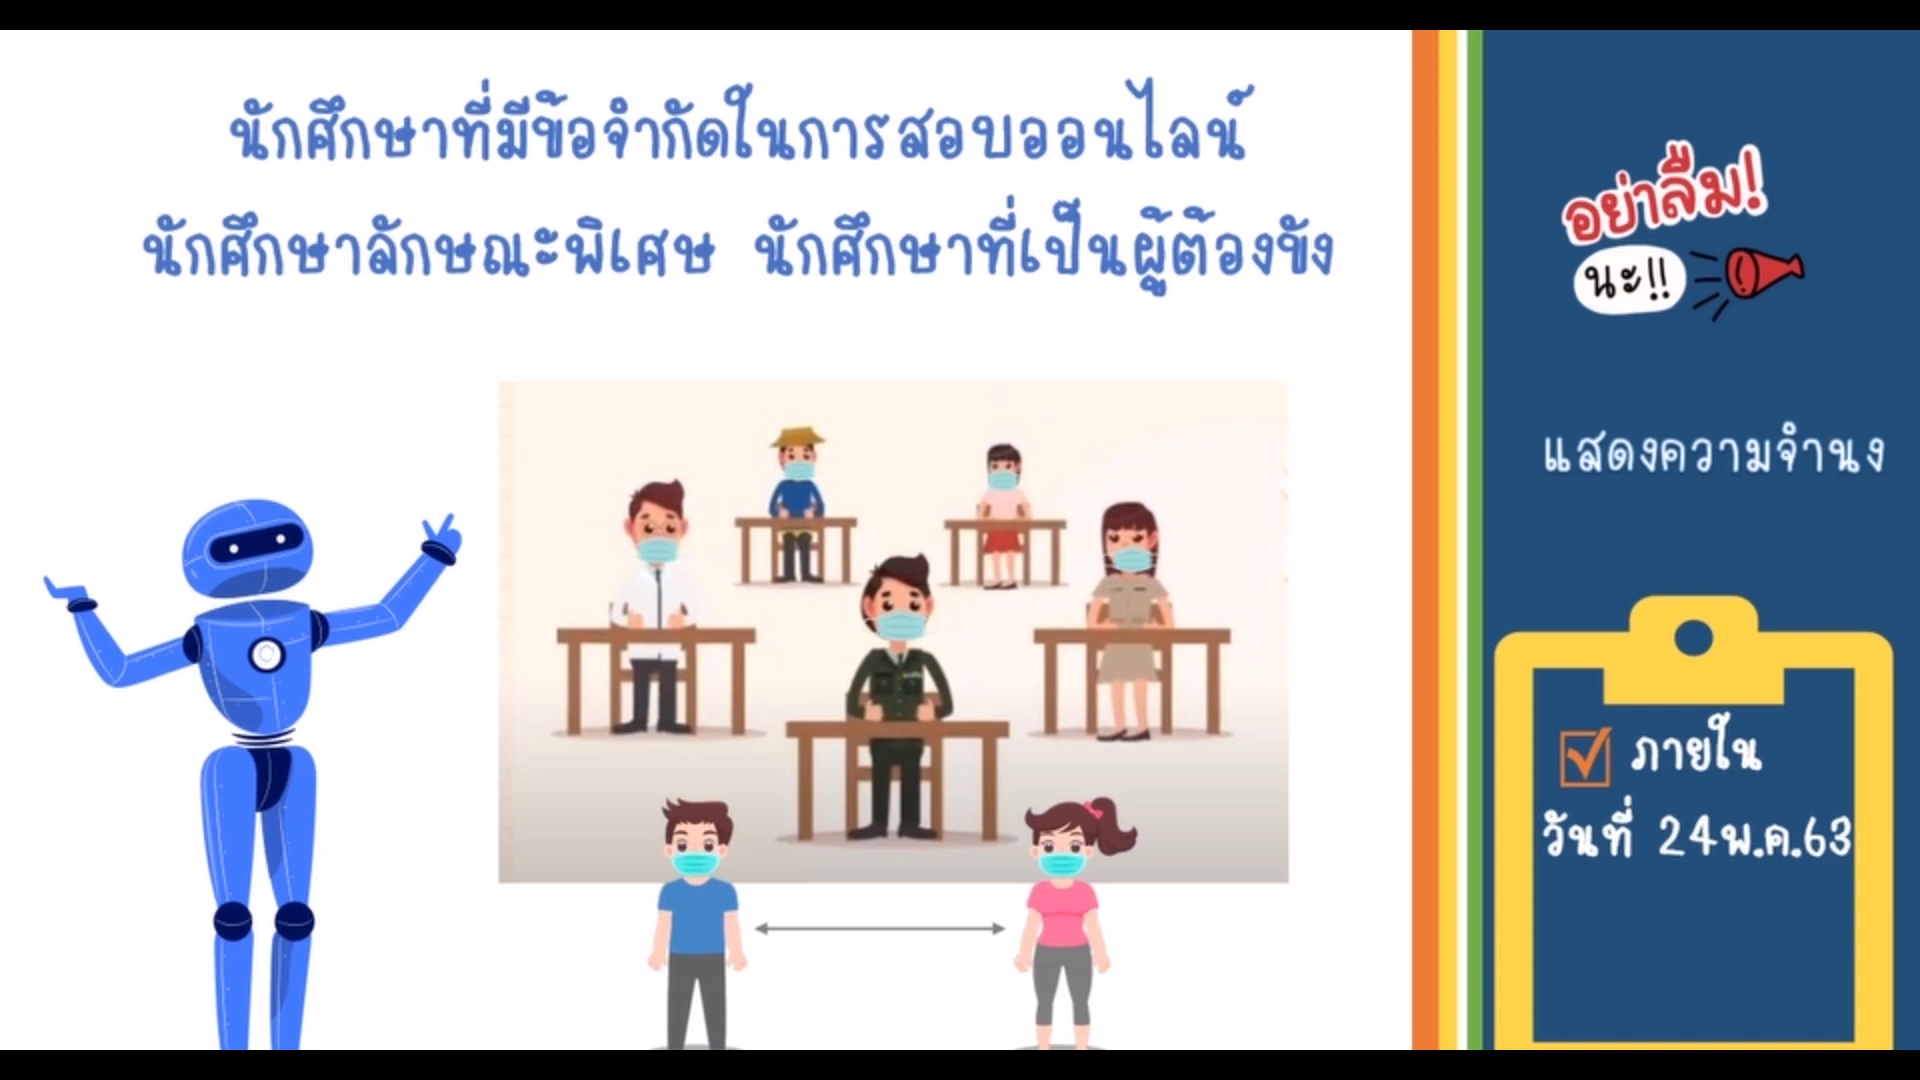 นักศึกษาที่มีข้อจำกัดในการสอบออนไลน์
นักศึกษาลักษณะพิเศษ นักศึกษาที่เป็นผู้ต้องขัง
อย่าลืม!
นะ!!
แสดงความจำนง
ภายใน
วันที่ 24พ.ค.63